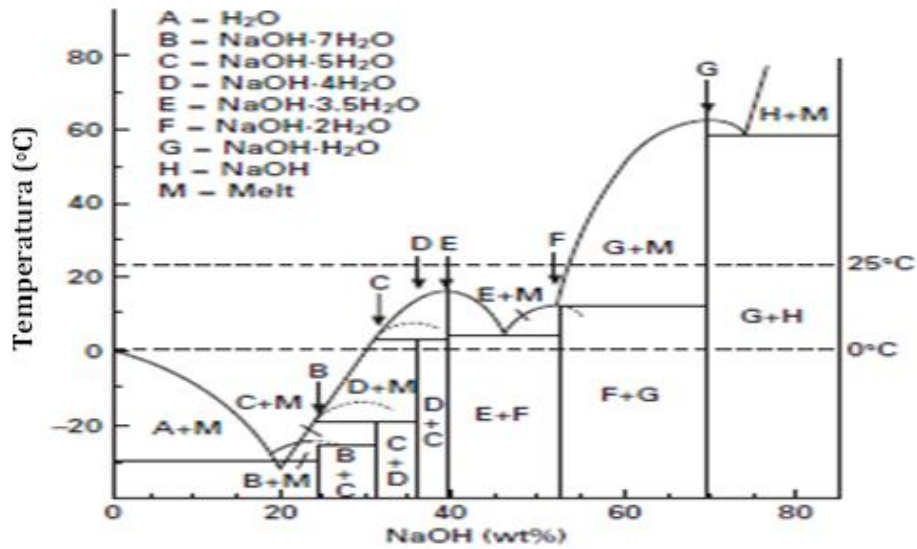 A – H₂O
B – NaOH·7H₂O
C – NaOH·5H₂O
D – NaOH·4H₂O
E – NaOH·3.5H₂O
F – NaOH·2H₂O
G – NaOH·H₂O
H – NaOH
M – Melt
Temperatura (°C)
80
60
40
20
0
–20
G
H+M
D E
F
G+M
25°C
C
E+M
G+H
0°C
B
C+M
D+M
A+M
D+C
E+F
F+G
B+M
B+C
C+D
0
20
40
60
80
NaOH (wt%)